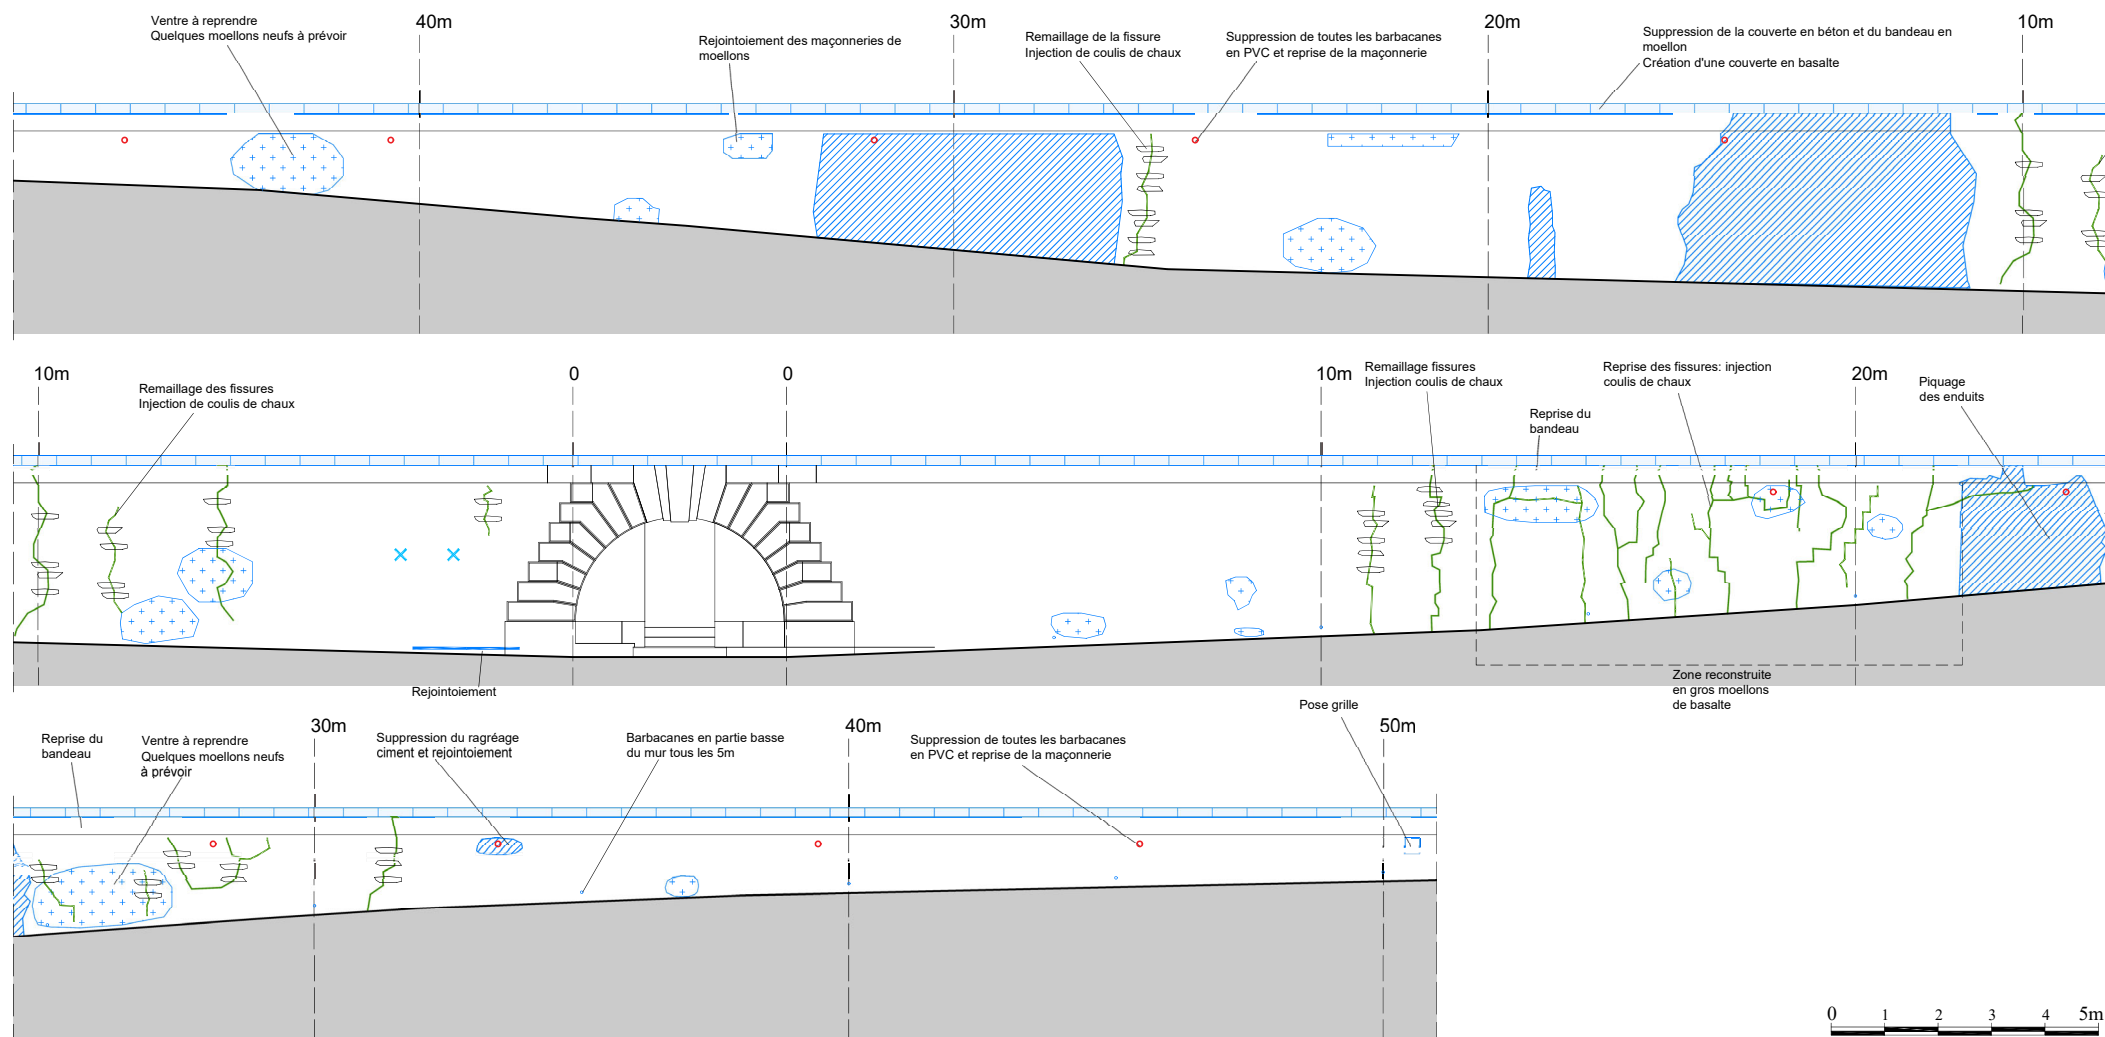 Ventre à reprendre
Quelques moellons neufs à prévoir
40m
Rejointoiement des maçonneries de
moellons
30m
Remaillage de la fissure
Injection de coulis de chaux
Suppression de toutes les barbacanes
en PVC et reprise de la maçonnerie
20m
Suppression de la couverte en béton et du bandeau en
moellon
Création d'une couverte en basalte
10m
10m
Remaillage des fissures
Injection de coulis de chaux
0
0
10m
Remaillage fissures
Injection coulis de chaux
Reprise du
bandeau
Reprise des fissures: injection
coulis de chaux
20m
Piquage
des enduits
Rejointoiement
Zone reconstruite
en gros moellons
de basalte
Reprise du
bandeau
Ventre à reprendre
Quelques moellons neufs
à prévoir
30m
Suppression du ragréage
ciment et rejointoiement
Barbacanes en partie basse
du mur tous les 5m
40m
Suppression de toutes les barbacanes
en PVC et reprise de la maçonnerie
Pose grille
50m
0 1 2 3 4 5m